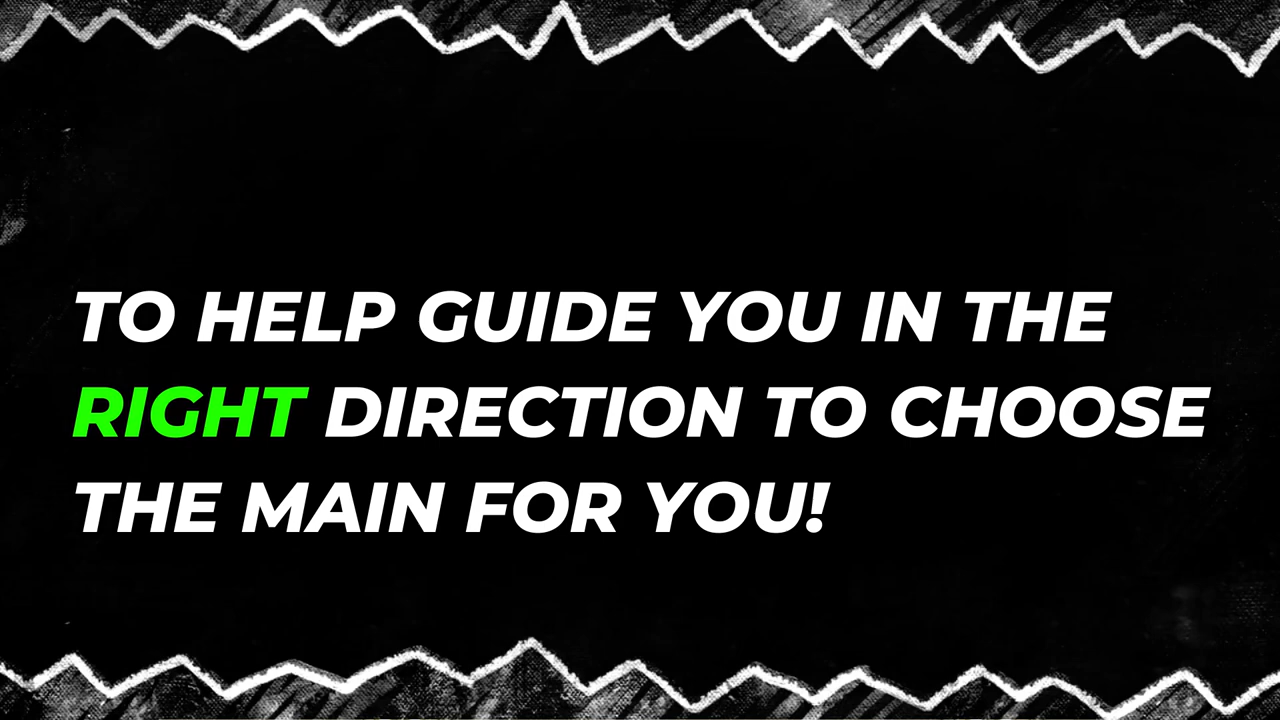 TO HELP GUIDE YOU IN THE
RIGHT DIRECTION TO CHOOSE
THE MAIN FOR YOU!